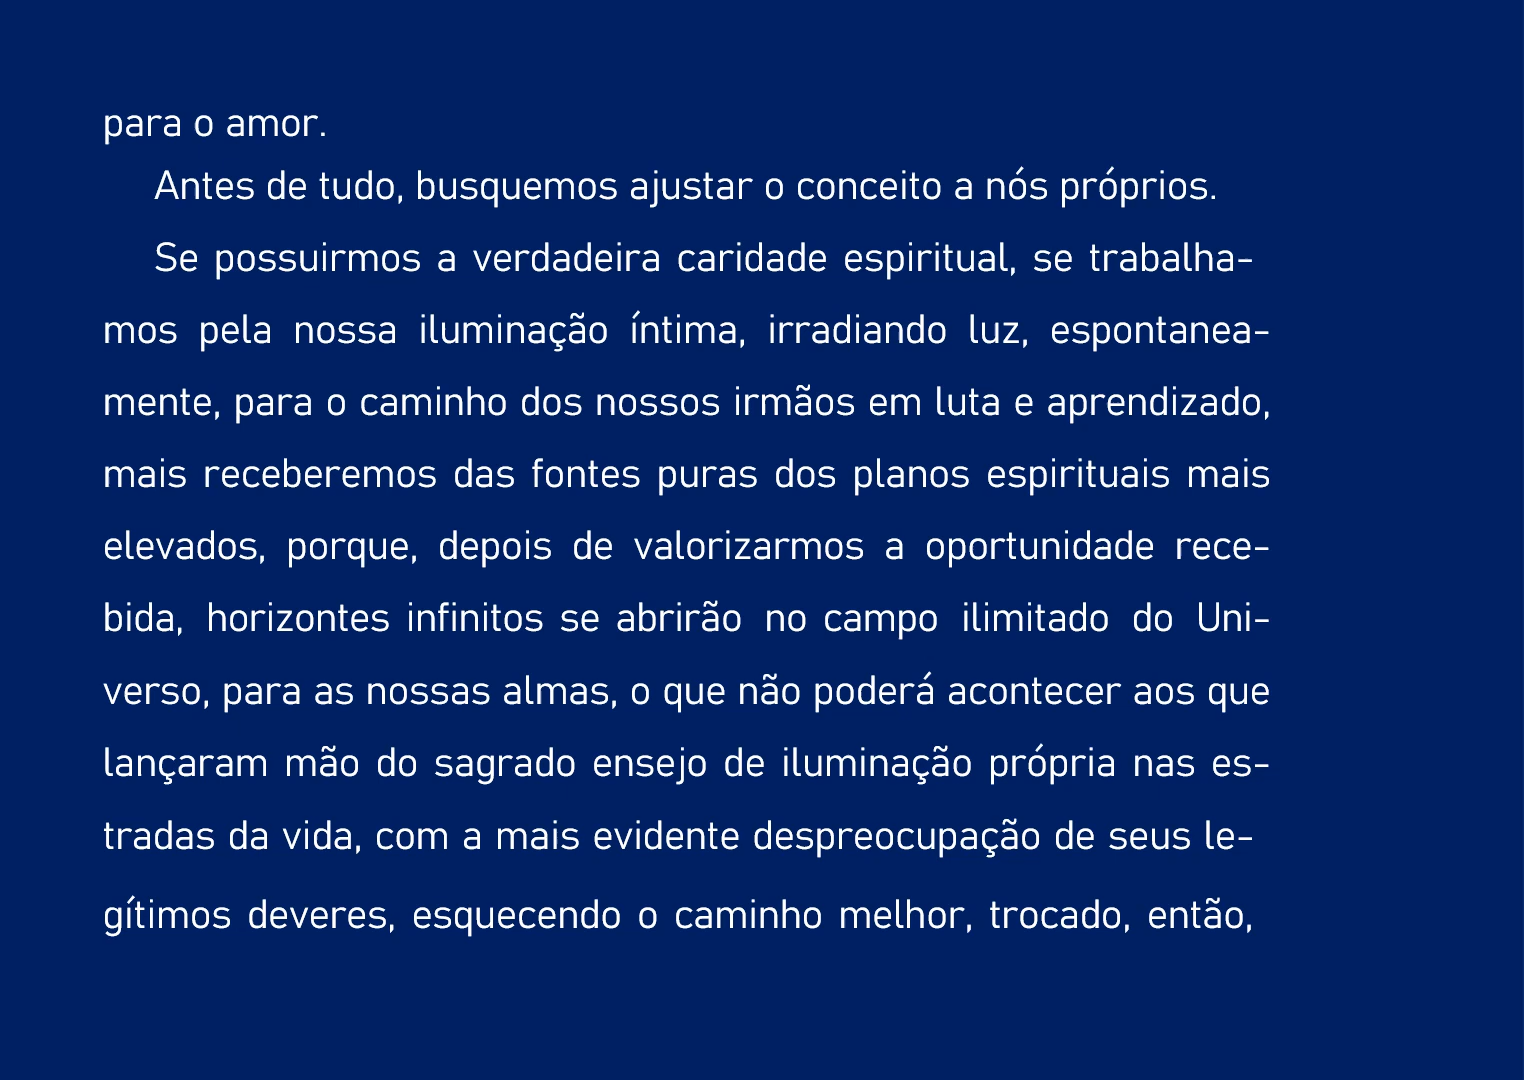 para o amor.
Antes de tudo, busquemos ajustar o conceito a nós próprios.
Se possuirmos a verdadeira caridade espiritual, se trabalha-
mos pela nossa iluminação íntima, irradiando luz, espontanea-
mente, para o caminho dos nossos irmãos em luta e aprendizado,
mais receberemos das fontes puras dos planos espirituais mais
elevados, porque, depois de valorizarmos a oportunidade rece-
bida, horizontes infinitos se abrirão no campo ilimitado do Uni-
verso, para as nossas almas, o que não poderá acontecer aos que
lançaram mão do sagrado ensejo de iluminação própria nas es-
tradas da vida, com a mais evidente despreocupação de seus le-
gítimos deveres, esquecendo o caminho melhor, trocado, então,